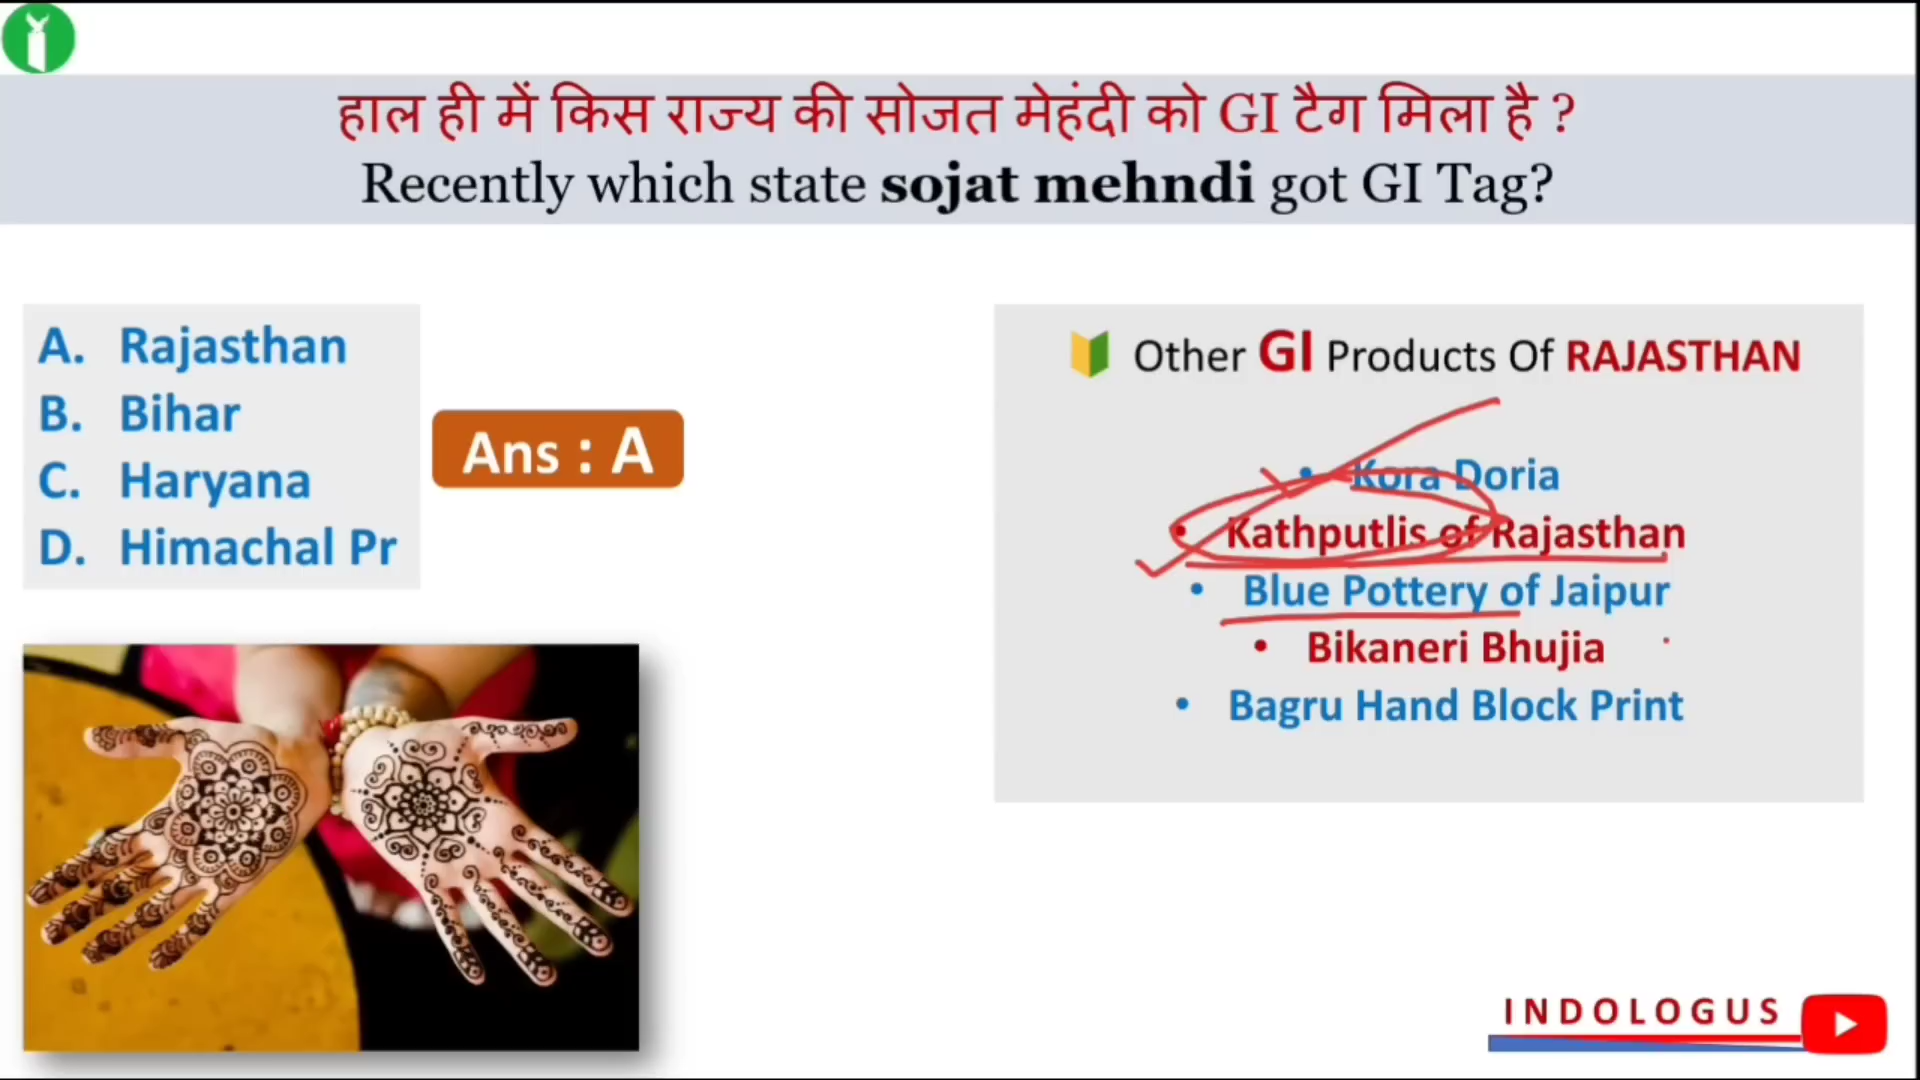 हाल ही में किस राज्य की सोजत मेहंदी को GI टैग मिला है ?
Recently which state sojat mehndi got GI Tag?
A. Rajasthan
B. Bihar
C. Haryana
D. Himachal Pr
Ans : A
Other GI Products Of RAJASTHAN
• Kora Doria
• Kathputlis of Rajasthan
• Blue Pottery of Jaipur
• Bikaneri Bhujia
• Bagru Hand Block Print
INDOLOGUS